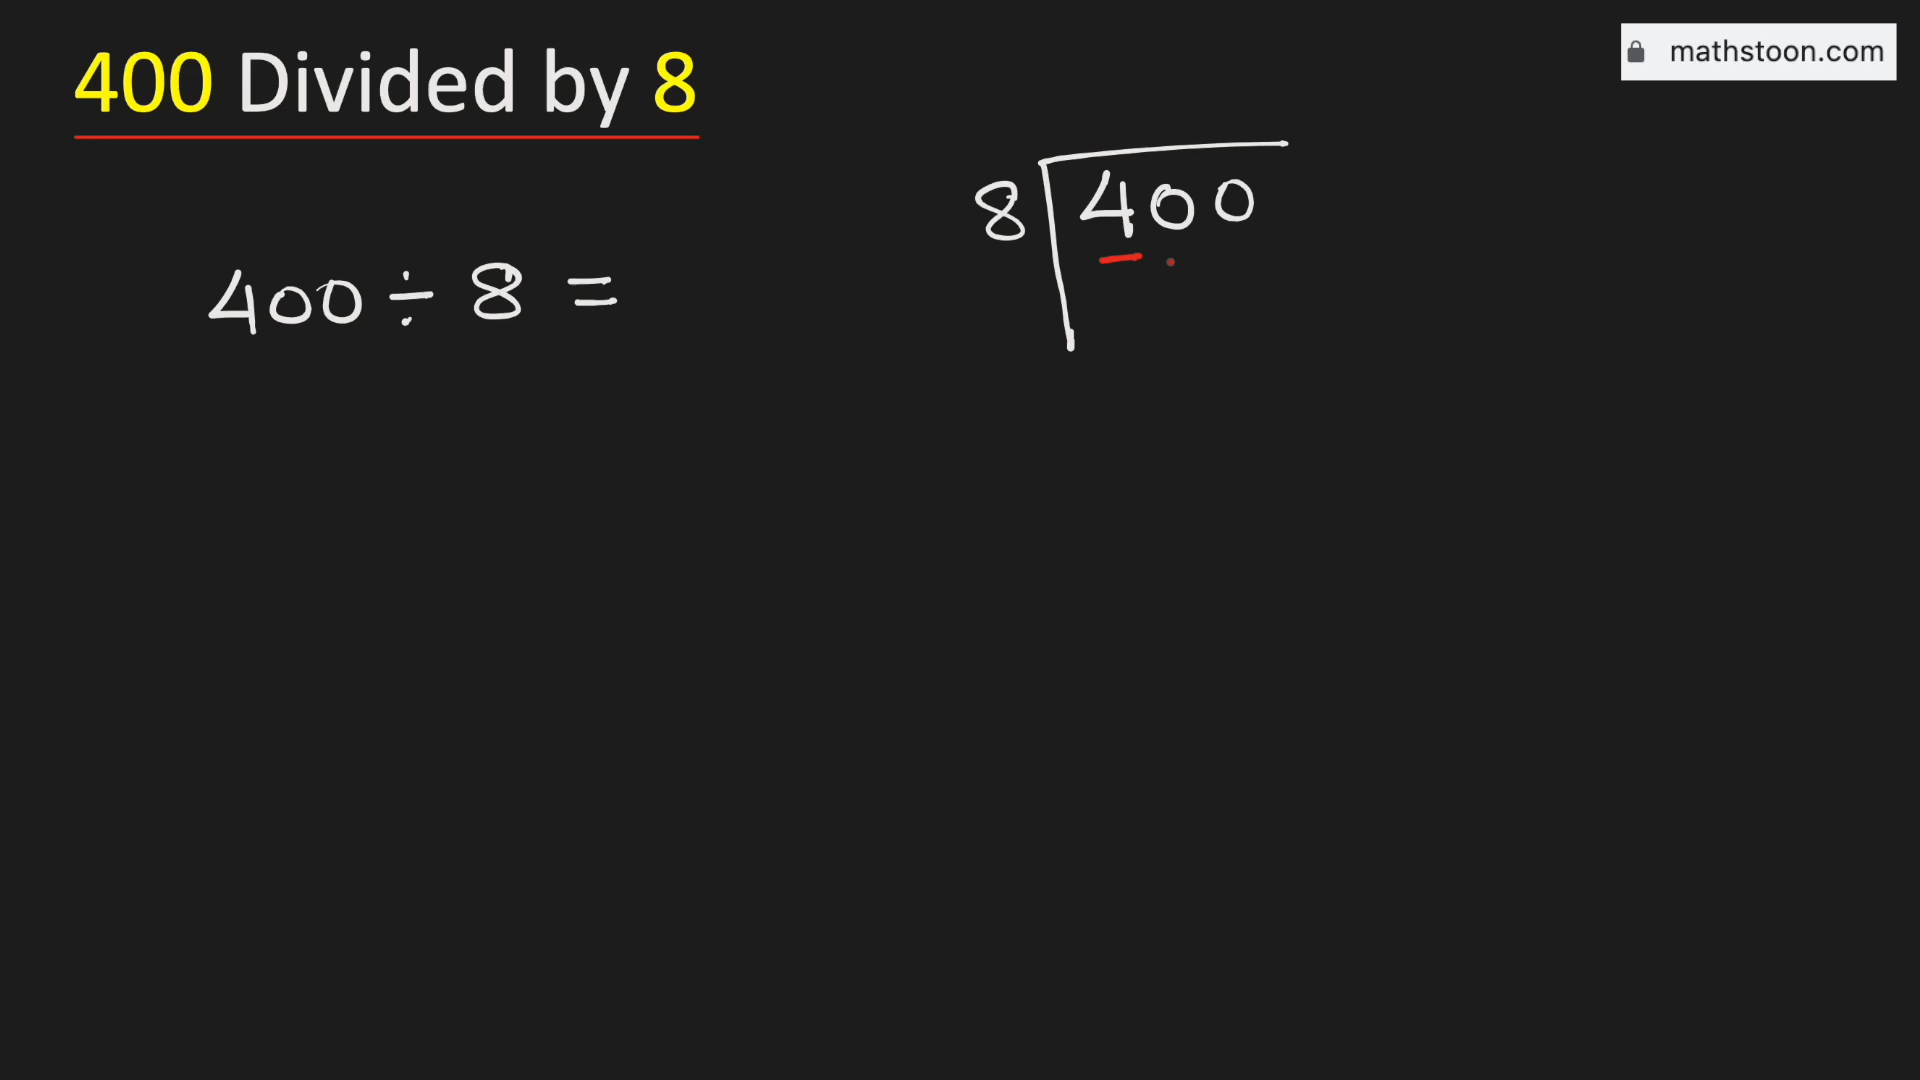 400 Divided by 8
mathstoon.com
8 400
400 ÷ 8 =